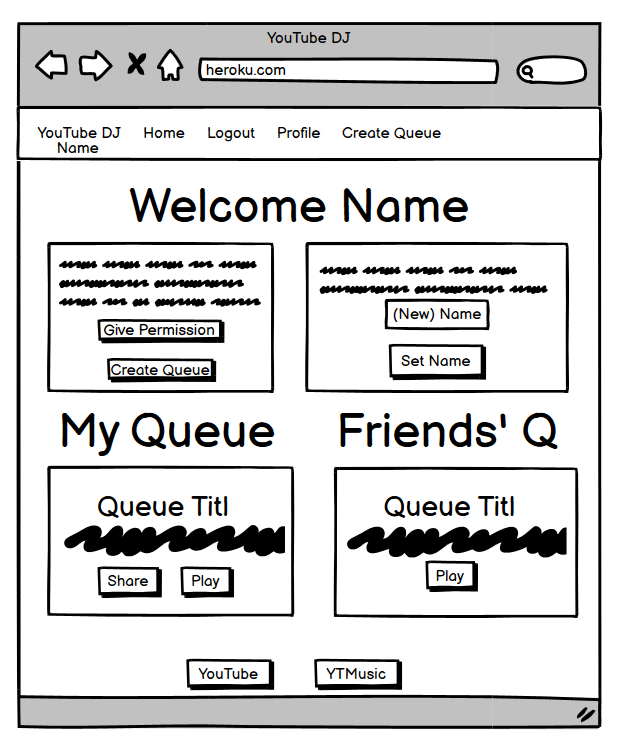 YouTube DJ
heroku.com
YouTube DJ Home Logout Profile Create Queue
Name
Welcome Name
Give Permission
Create Queue
(New) Name
Set Name
My Queue
Friends' Q
Queue Titl
Share Play
Queue Titl
Play
YouTube
YTMusic